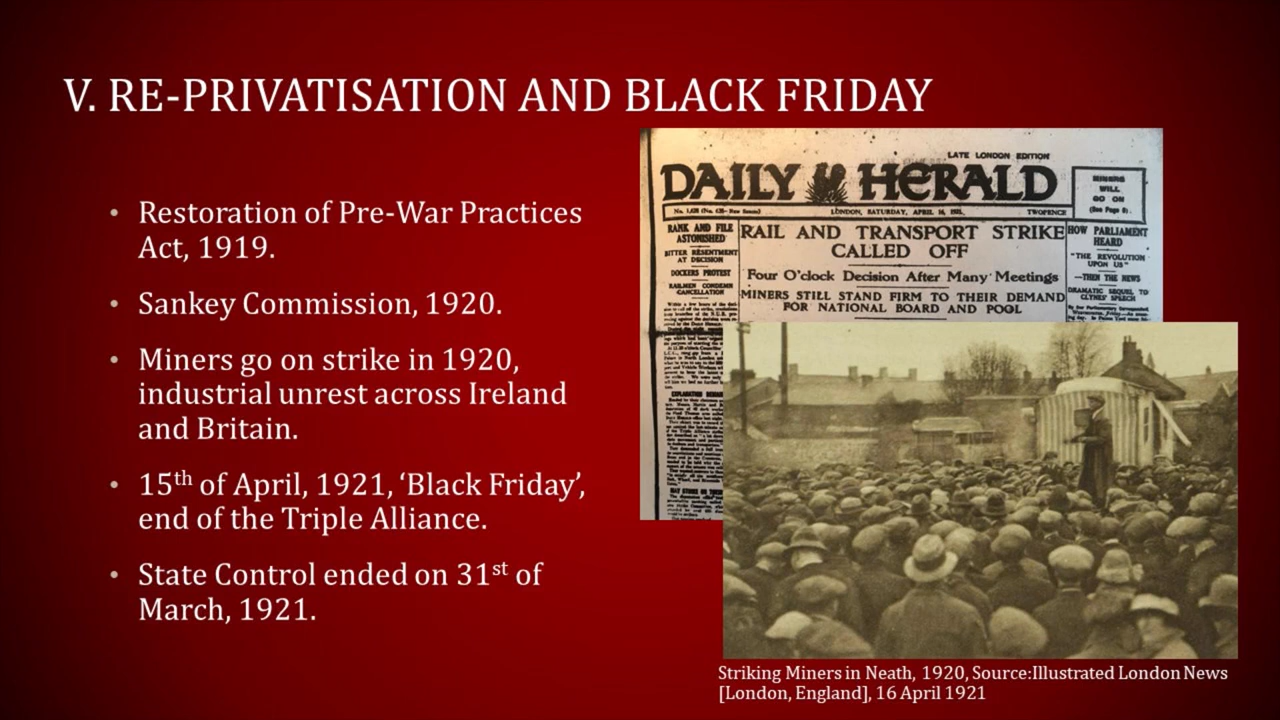 V. RE-PRIVATISATION AND BLACK FRIDAY
• Restoration of Pre-War Practices
Act, 1919.
• Sankey Commission, 1920.
• Miners go on strike in 1920,
industrial unrest across Ireland
and Britain.
• 15th of April, 1921, ‘Black Friday’,
end of the Triple Alliance.
• State Control ended on 31st of
March, 1921.
LATE LONDON EDITION
DAILY HERALD
MINERS
WILL
GO ON
(See Page 5)
LONDON, SATURDAY, APRIL 16, 1921.
TWOPENCE
RANK AND FILE
ASTONISHED
BITTER RESENTMENT
AT DECISION
DOCKERS PROTEST
RAILMEN CONDEMN
CANCELLATION
RAIL AND TRANSPORT STRIKE
CALLED OFF
Four O'clock Decision After Many Meetings
MINERS STILL STAND FIRM TO THEIR DEMAND
FOR NATIONAL BOARD AND POOL
HOW PARLIAMENT
HEARD
"THE REVOLUTION
UPON US"
—THEN THE NEWS
DRAMATIC SEQUEL TO
CLYNES' SPEECH
Striking Miners in Neath, 1920, Source:Illustrated London News
[London, England], 16 April 1921